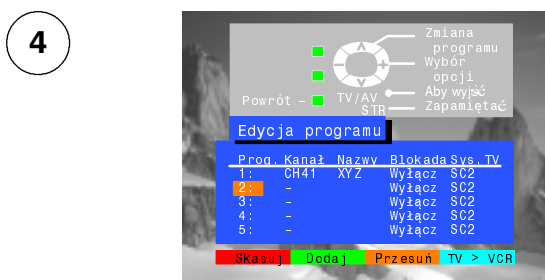 4
Zmiana
programu
Wybór
opcji
Powrót – TV/AV Aby wyjść
STR Zapamiętać
Edycja programu
Prog. Kanał Nazwy Blokada Sys.TV
1: CH41 XYZ Wyłącz SC2
2: – Wyłącz SC2
3: – Wyłącz SC2
4: – Wyłącz SC2
5: – Wyłącz SC2
Skasuj Dodaj Przesuń TV > VCR